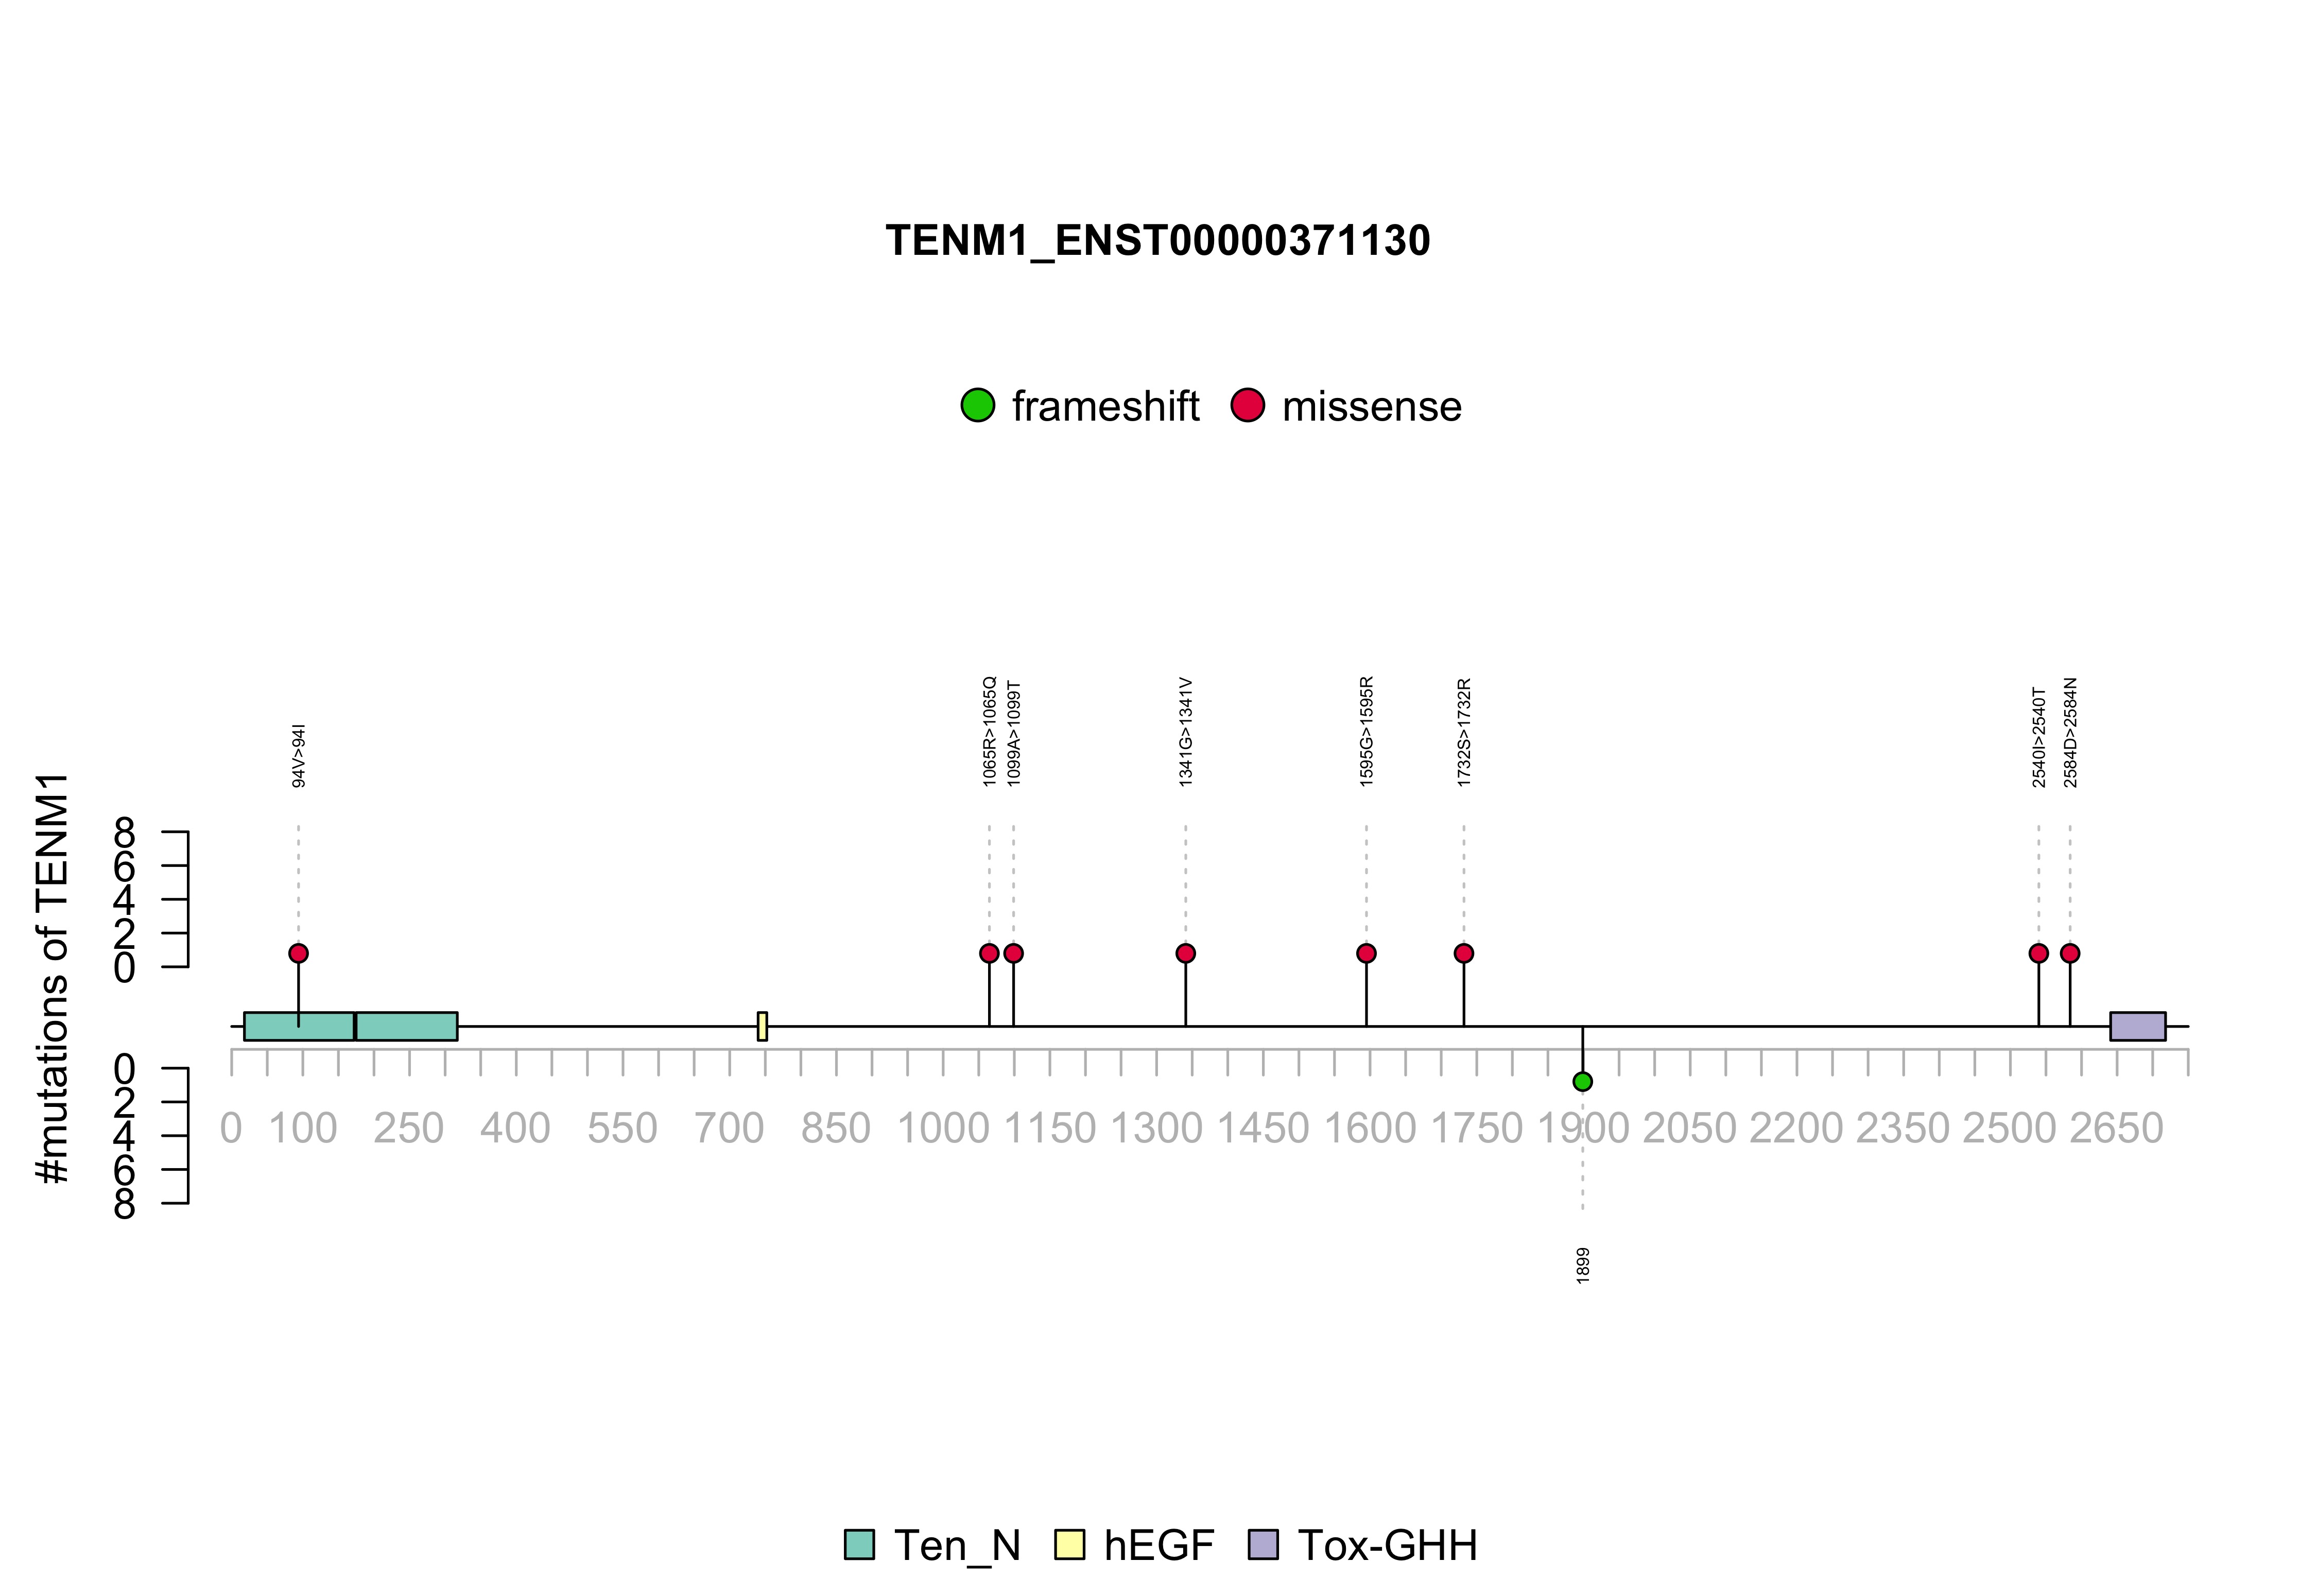 TENM1_ENST00000371130
frameshift missense
94V>94I
1065R>1065Q
1099A>1099T
1341G>1341V
1595G>1595R
1732S>1732R
2540I>2540T
2584D>2584N
#mutations of TENM1
8
6
4
2
0
0
2
4
6
8
0 100 250 400 550 700 850 1000 1150 1300 1450 1600 1750 1900 2050 2200 2350 2500 2650
1899
Ten_N hEGF Tox-GHH